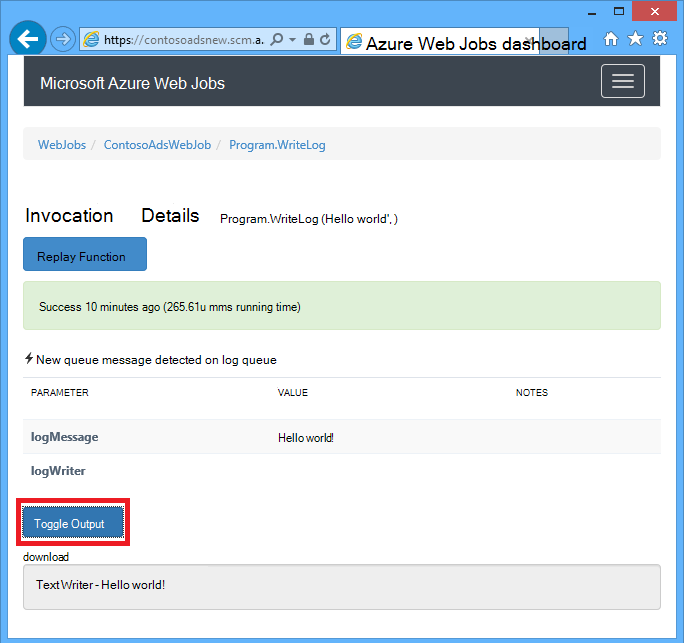 https://contosoadsnew.scm.a.
Azure Web Jobs dashboard
Microsoft Azure Web Jobs
WebJobs / ContosoAdsWebJob / Program.WriteLog
Invocation Details Program.WriteLog (Hello world', )
Replay Function
Success 10 minutes ago (265.61u mms running time)
New queue message detected on log queue
PARAMETER VALUE NOTES
logMessage Hello world!
logWriter
Toggle Output
download
Text Writer - Hello world!